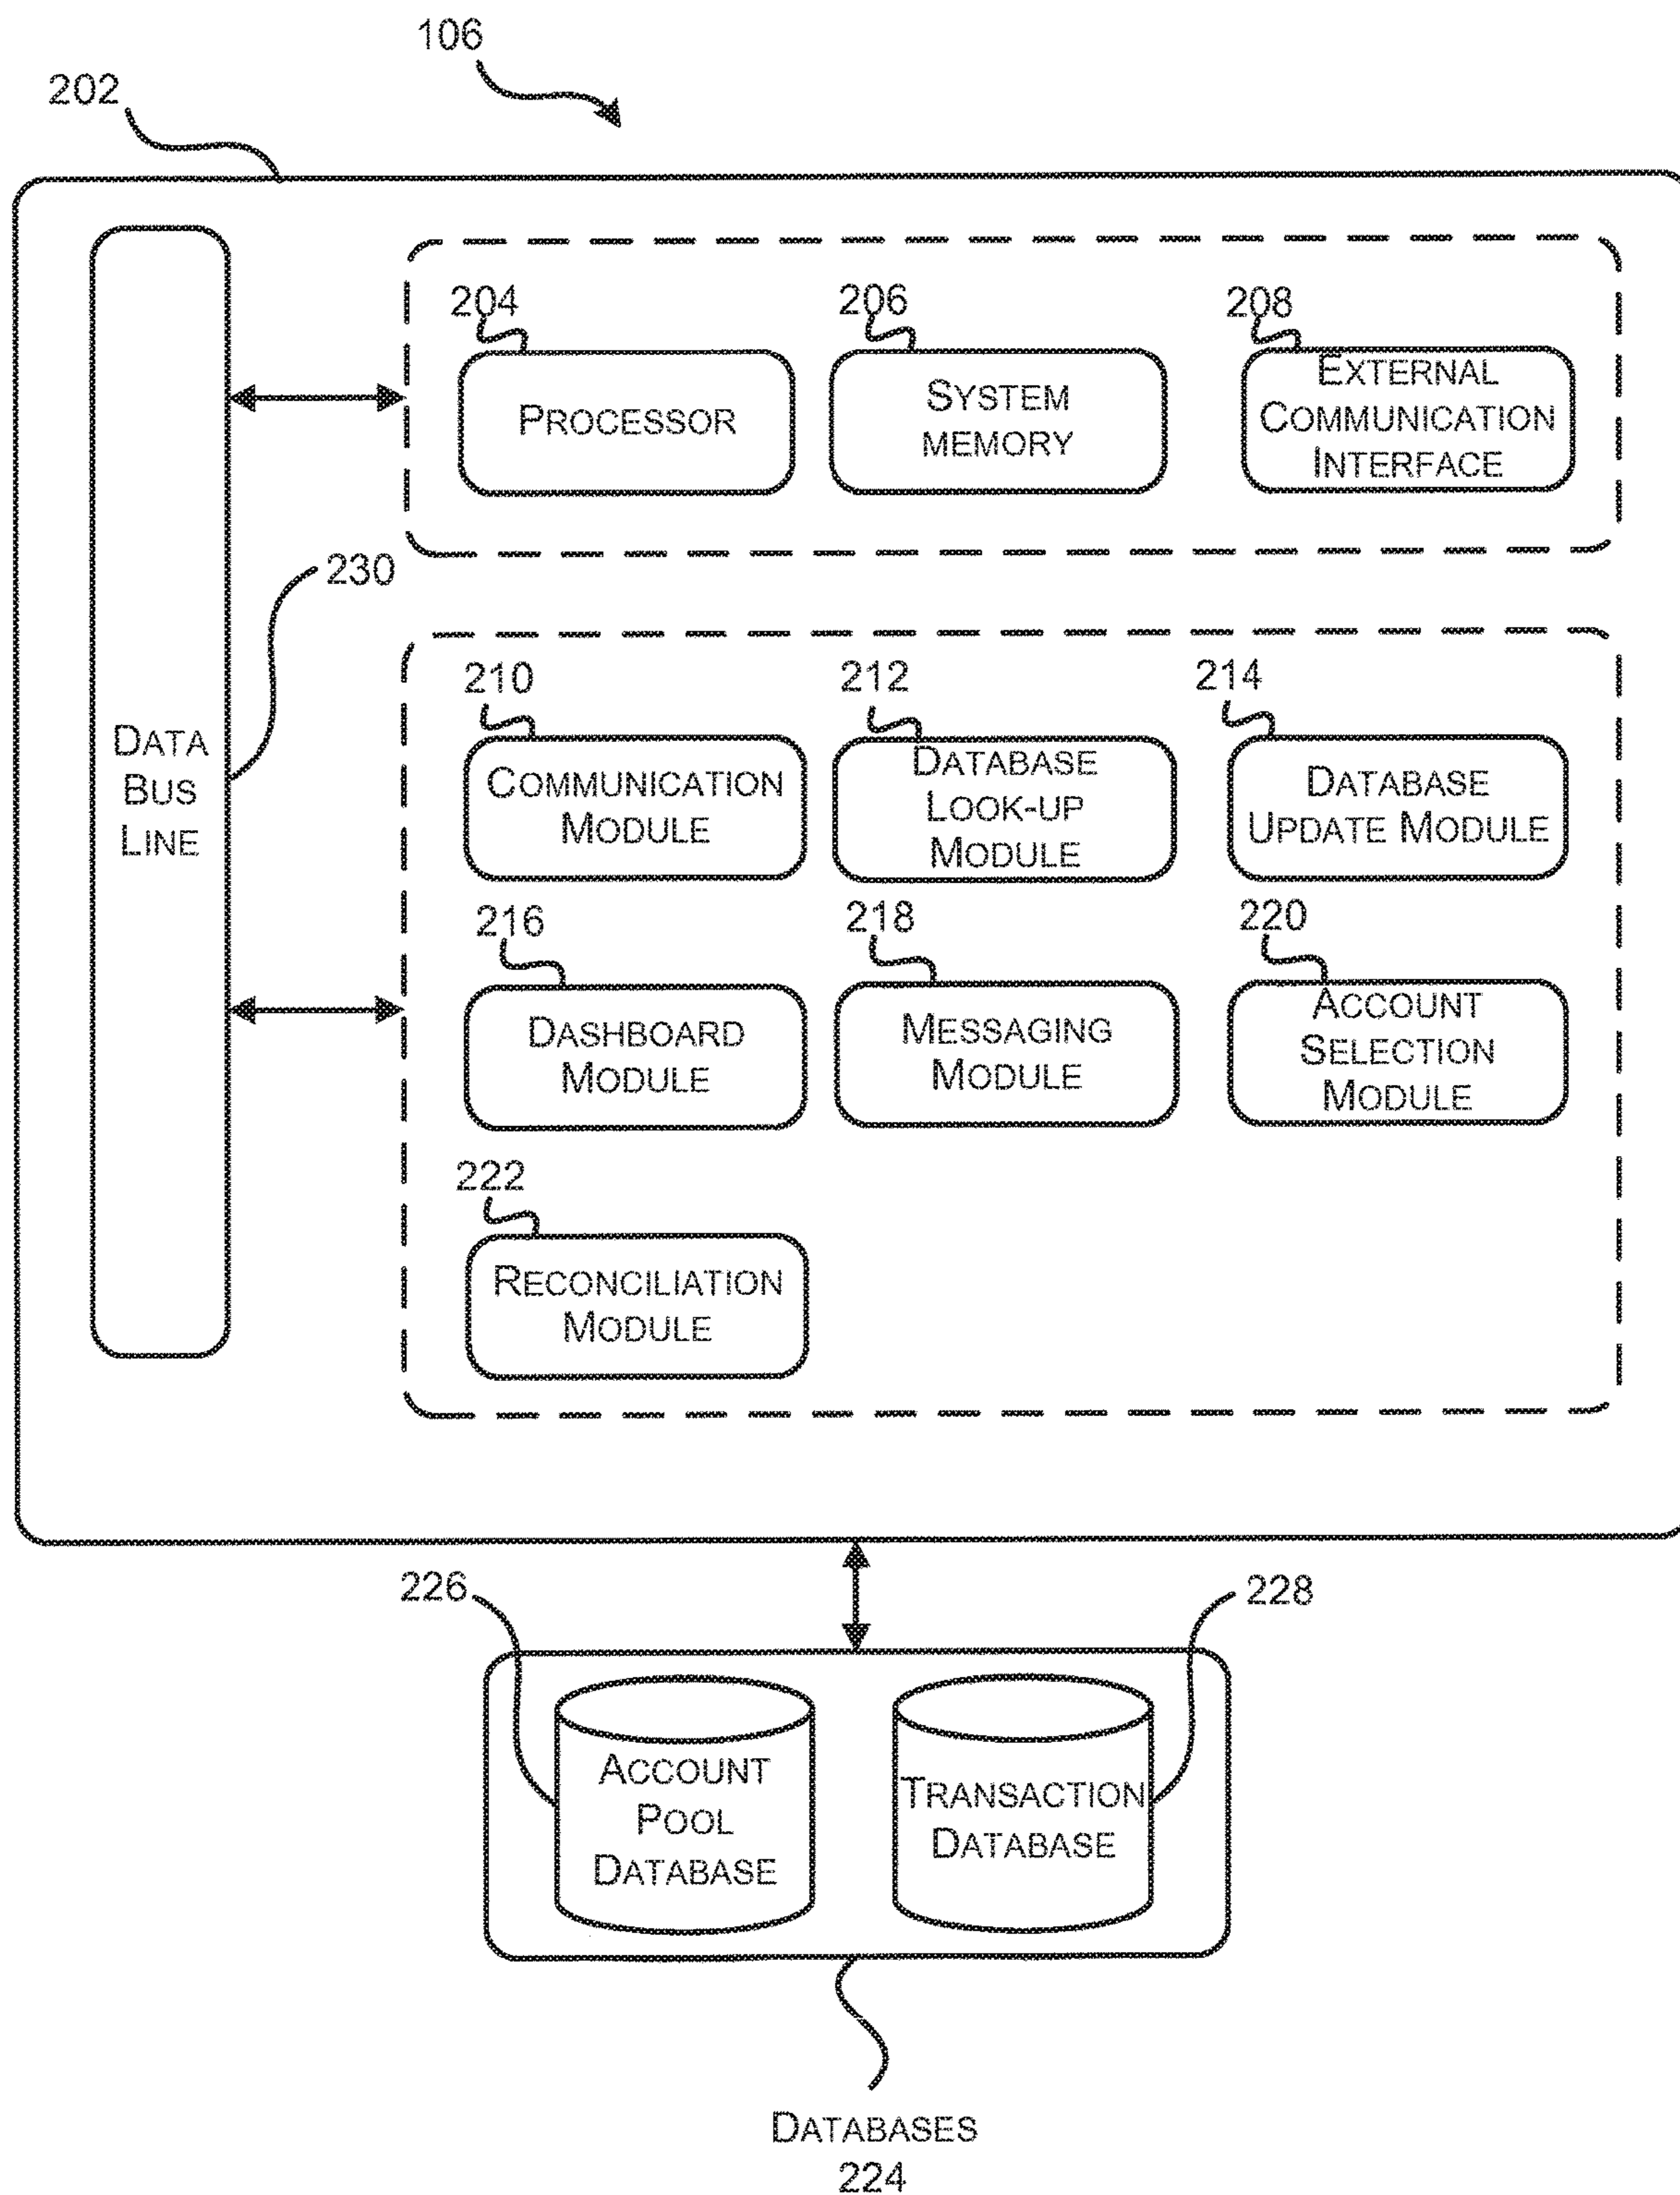 106
202
204
206
208
PROCESSOR
SYSTEM
MEMORY
EXTERNAL
COMMUNICATION
INTERFACE
230
DATA
BUS
LINE
210
212
214
COMMUNICATION
MODULE
DATABASE
LOOK-UP
MODULE
DATABASE
UPDATE MODULE
216
218
220
DASHBOARD
MODULE
MESSAGING
MODULE
ACCOUNT
SELECTION
MODULE
222
RECONCILIATION
MODULE
226
228
ACCOUNT
POOL
DATABASE
TRANSACTION
DATABASE
DATABASES
224